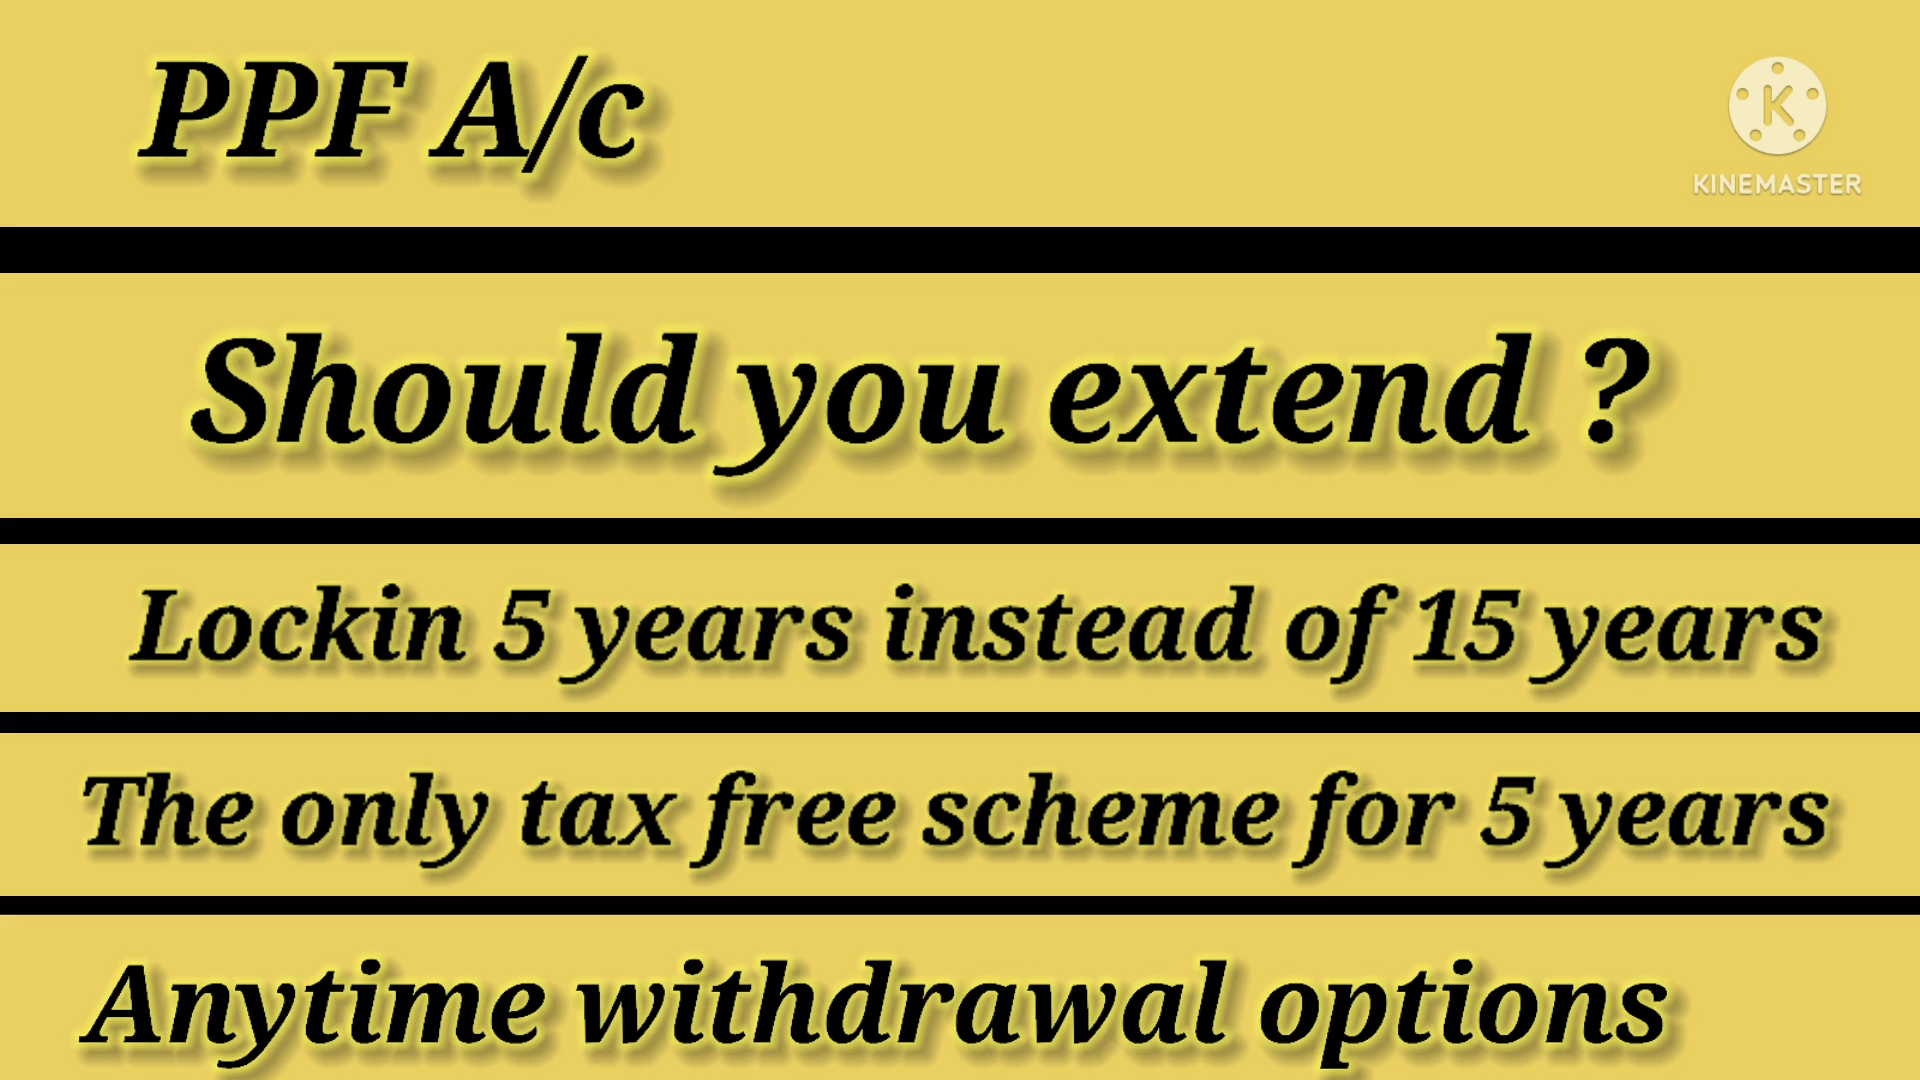 PPF A/c
KINEMASTER
Should you extend ?
Lockin 5 years instead of 15 years
The only tax free scheme for 5 years
Anytime withdrawal options